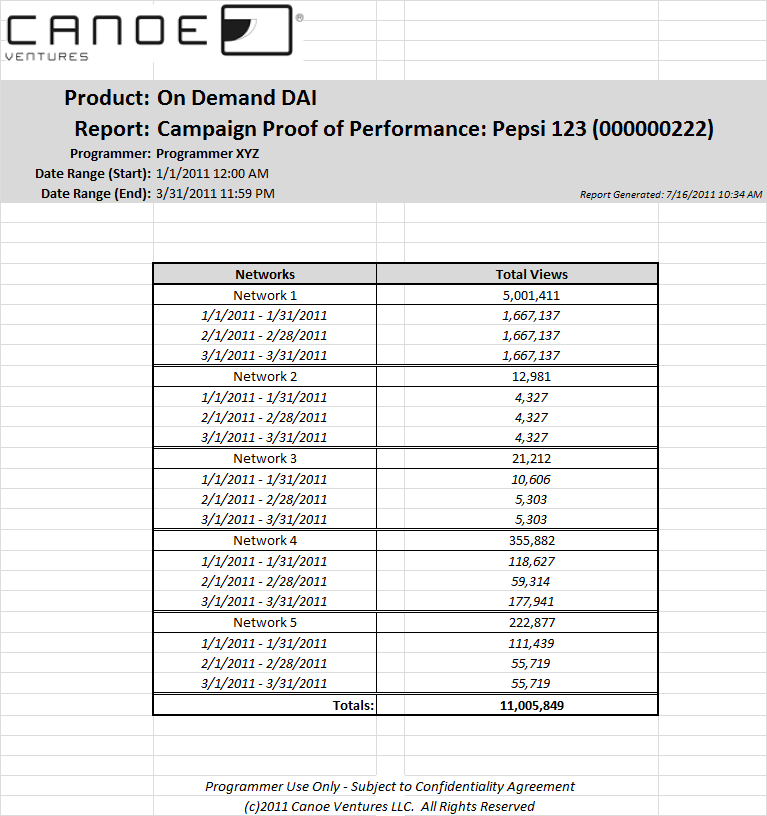 CANOE ®
VENTURES
Product: On Demand DAI
Report: Campaign Proof of Performance: Pepsi 123 (000000222)
Programmer: Programmer XYZ
Date Range (Start): 1/1/2011 12:00 AM
Date Range (End): 3/31/2011 11:59 PM Report Generated: 7/16/2011 10:34 AM
Networks Total Views
Network 1 5,001,411
1/1/2011 - 1/31/2011 1,667,137
2/1/2011 - 2/28/2011 1,667,137
3/1/2011 - 3/31/2011 1,667,137
Network 2 12,981
1/1/2011 - 1/31/2011 4,327
2/1/2011 - 2/28/2011 4,327
3/1/2011 - 3/31/2011 4,327
Network 3 21,212
1/1/2011 - 1/31/2011 10,606
2/1/2011 - 2/28/2011 5,303
3/1/2011 - 3/31/2011 5,303
Network 4 355,882
1/1/2011 - 1/31/2011 118,627
2/1/2011 - 2/28/2011 59,314
3/1/2011 - 3/31/2011 177,941
Network 5 222,877
1/1/2011 - 1/31/2011 111,439
2/1/2011 - 2/28/2011 55,719
3/1/2011 - 3/31/2011 55,719
Totals: 11,005,849
Programmer Use Only - Subject to Confidentiality Agreement
(c)2011 Canoe Ventures LLC. All Rights Reserved